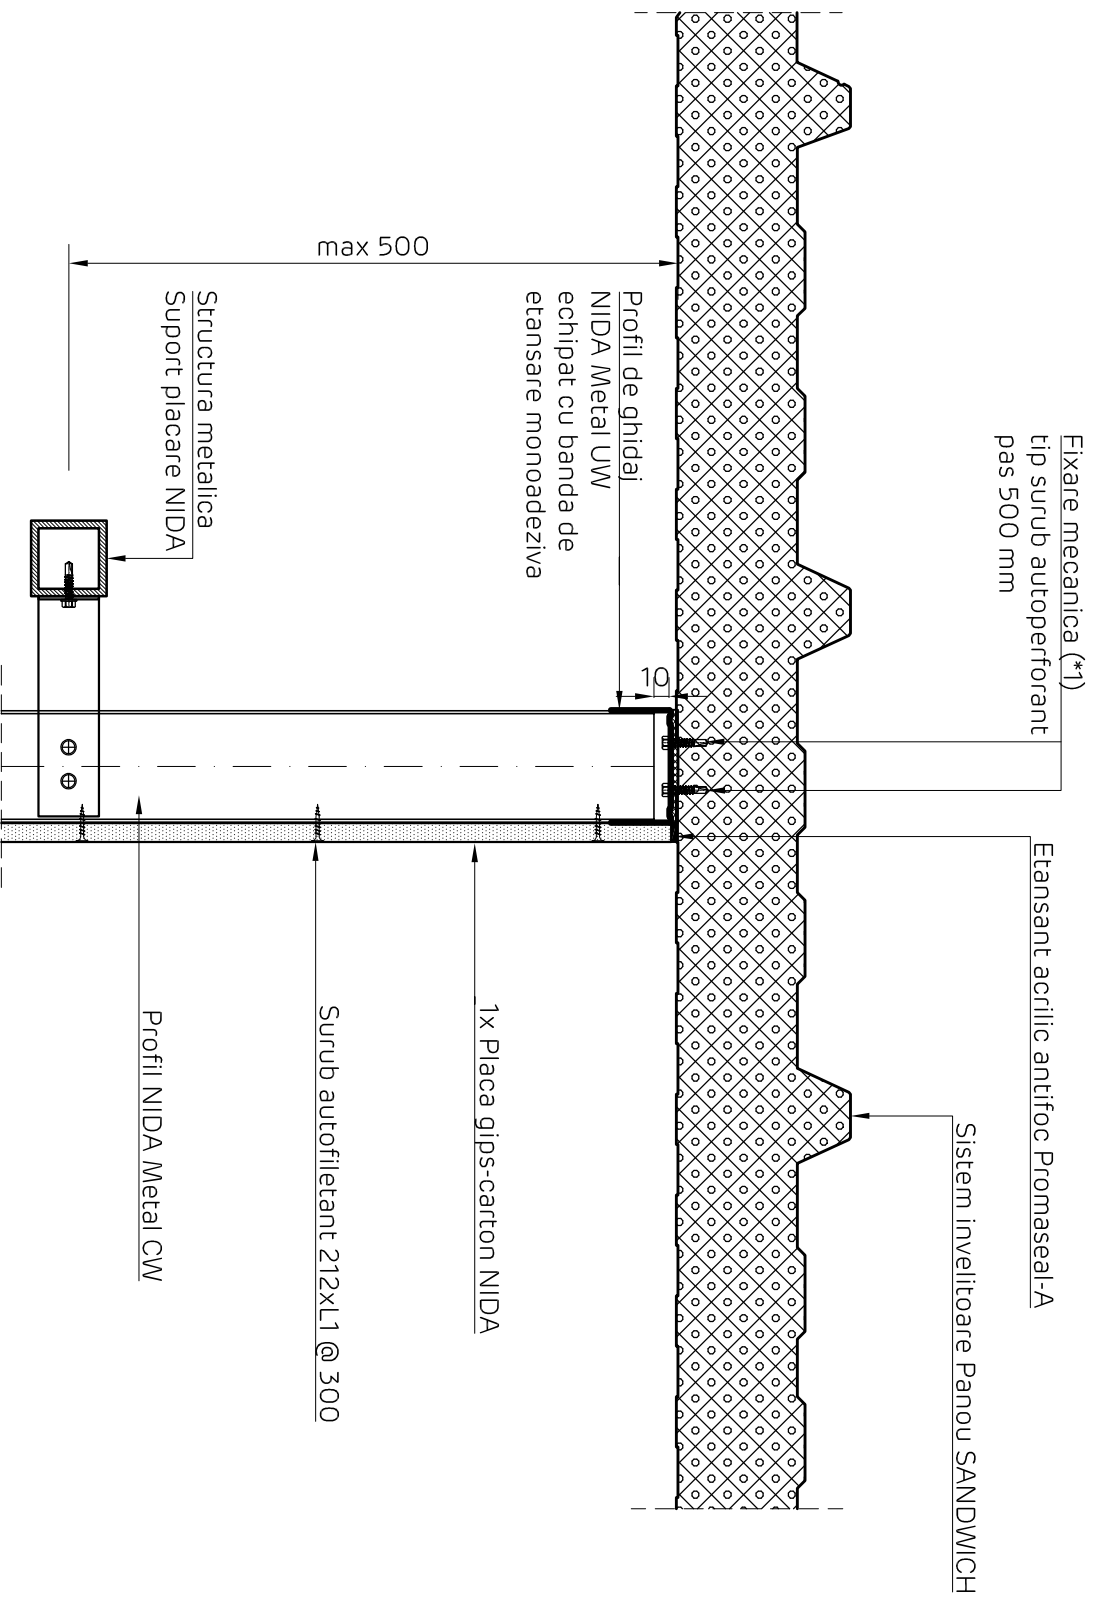 Fixare mecanica (*1)
tip surub autoperforant
pas 500 mm
Etansant acrilic antifoc Promaseal-A
Sistem invelitoare Panou SANDWICH
Profil de ghidaj
NIDA Metal UW
echipat cu banda de
etansare monoadeziva
10
max 500
1x Placa gips-carton NIDA
Surub autofiletant 212xL1 @ 300
Structura metalica
Suport placare NIDA
Profil NIDA Metal CW